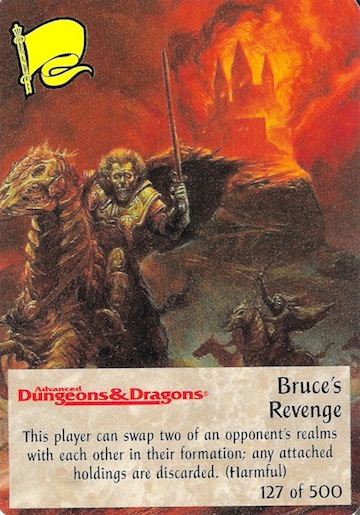 Advanced
Dungeons&Dragons®
Bruce's
Revenge
This player can swap two of an opponent's realms
with each other in their formation; any attached
holdings are discarded. (Harmful)
127 of 500